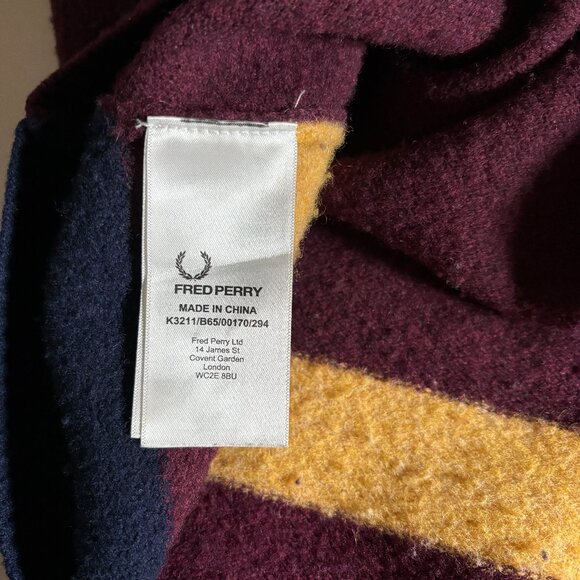 FRED PERRY
MADE IN CHINA
K3211/B65/00170/294
Fred Perry Ltd
14 James St
Covent Garden
London
WC2E 8BU